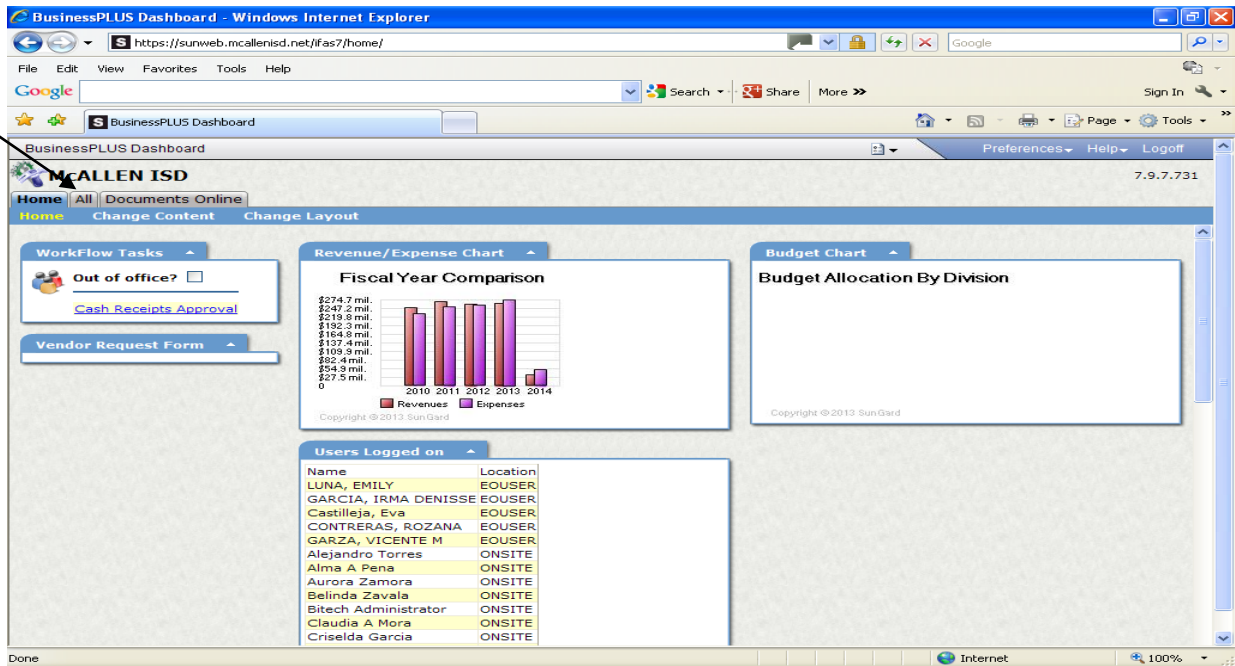 BusinessPLUS Dashboard - Windows Internet Explorer
S https://sunweb.mcallenisd.net/ifas7/home/ Google
File Edit View Favorites Tools Help
Google Search Share More >> Sign In
S BusinessPLUS Dashboard Page Tools >>
BusinessPLUS Dashboard Preferences Help Logoff
McALLEN ISD 7.9.7.731
Home All Documents Online
Home Change Content Change Layout
WorkFlow Tasks
Out of office?
Cash Receipts Approval
Vendor Request Form
Revenue/Expense Chart
Fiscal Year Comparison
$274.7 mil.
$247.2 mil.
$219.8 mil.
$192.3 mil.
$164.8 mil.
$137.4 mil.
$109.9 mil.
$82.4 mil.
$54.9 mil.
$27.5 mil.
0
2010 2011 2012 2013 2014
Revenues Expenses
Copyright © 2013 SunGard
Budget Chart
Budget Allocation By Division
Copyright © 2013 SunGard
Users Logged on
Name Location
LUNA, EMILY EOUSER
GARCIA, IRMA DENISSE EOUSER
Castilleja, Eva EOUSER
CONTRERAS, ROZANA EOUSER
GARZA, VICENTE M EOUSER
Alejandro Torres ONSITE
Alma A Pena ONSITE
Aurora Zamora ONSITE
Belinda Zavala ONSITE
Bitech Administrator ONSITE
Claudia A Mora ONSITE
Criselda Garcia ONSITE
Done Internet 100%